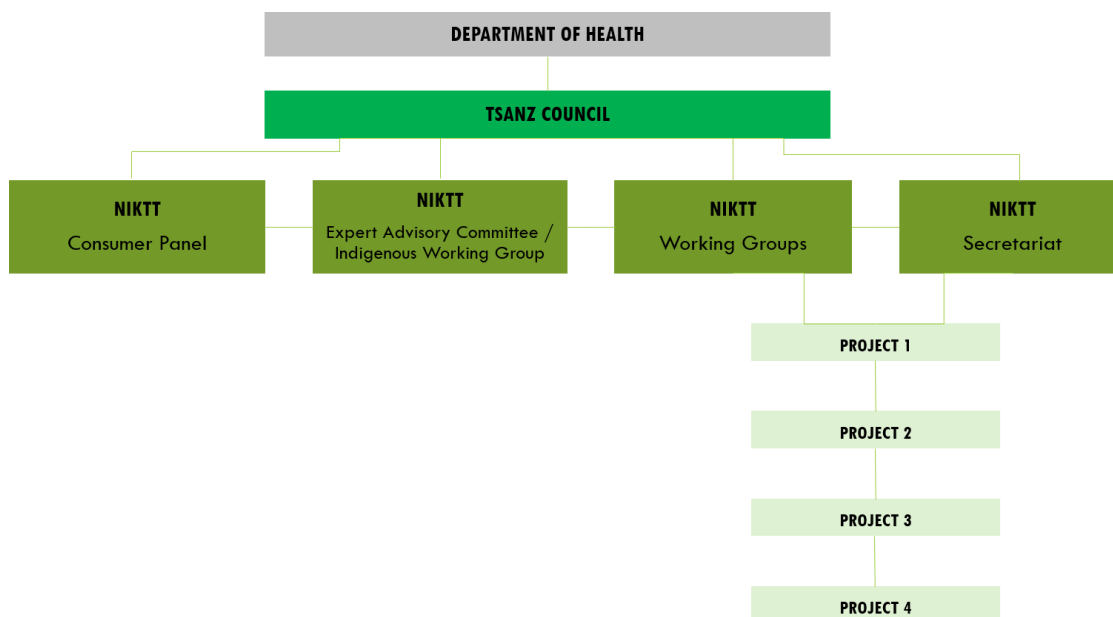 DEPARTMENT OF HEALTH
TSANZ COUNCIL
NIKTT
Consumer Panel
NIKTT
Expert Advisory Committee /
Indigenous Working Group
NIKTT
Working Groups
NIKTT
Secretariat
PROJECT 1
PROJECT 2
PROJECT 3
PROJECT 4